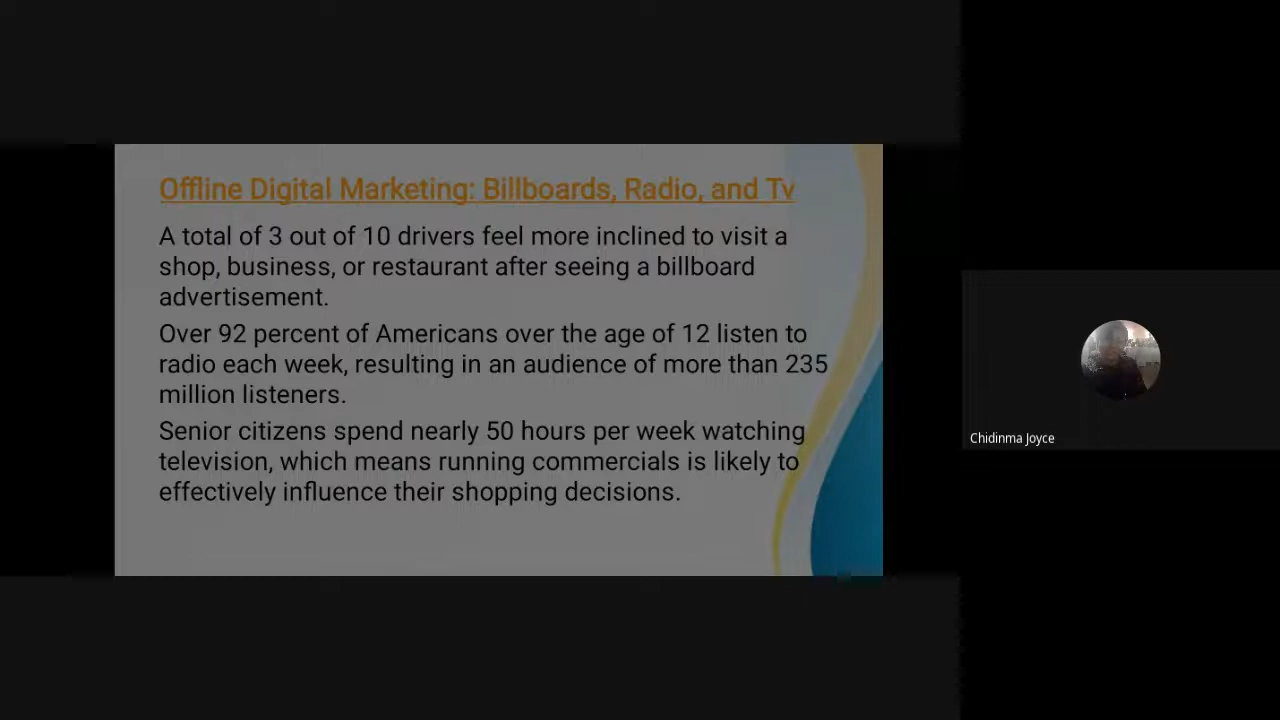 Offline Digital Marketing: Billboards, Radio, and Tv
A total of 3 out of 10 drivers feel more inclined to visit a
shop, business, or restaurant after seeing a billboard
advertisement.
Over 92 percent of Americans over the age of 12 listen to
radio each week, resulting in an audience of more than 235
million listeners.
Senior citizens spend nearly 50 hours per week watching
television, which means running commercials is likely to
effectively influence their shopping decisions.
Chidinma Joyce